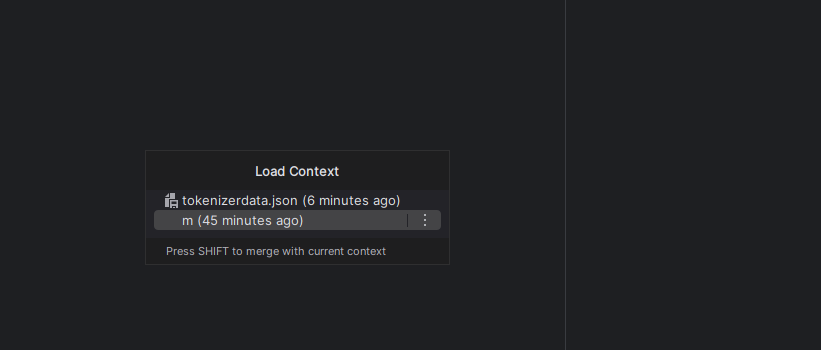 Load Context
tokenizerdata.json (6 minutes ago)
m (45 minutes ago)
Press SHIFT to merge with current context